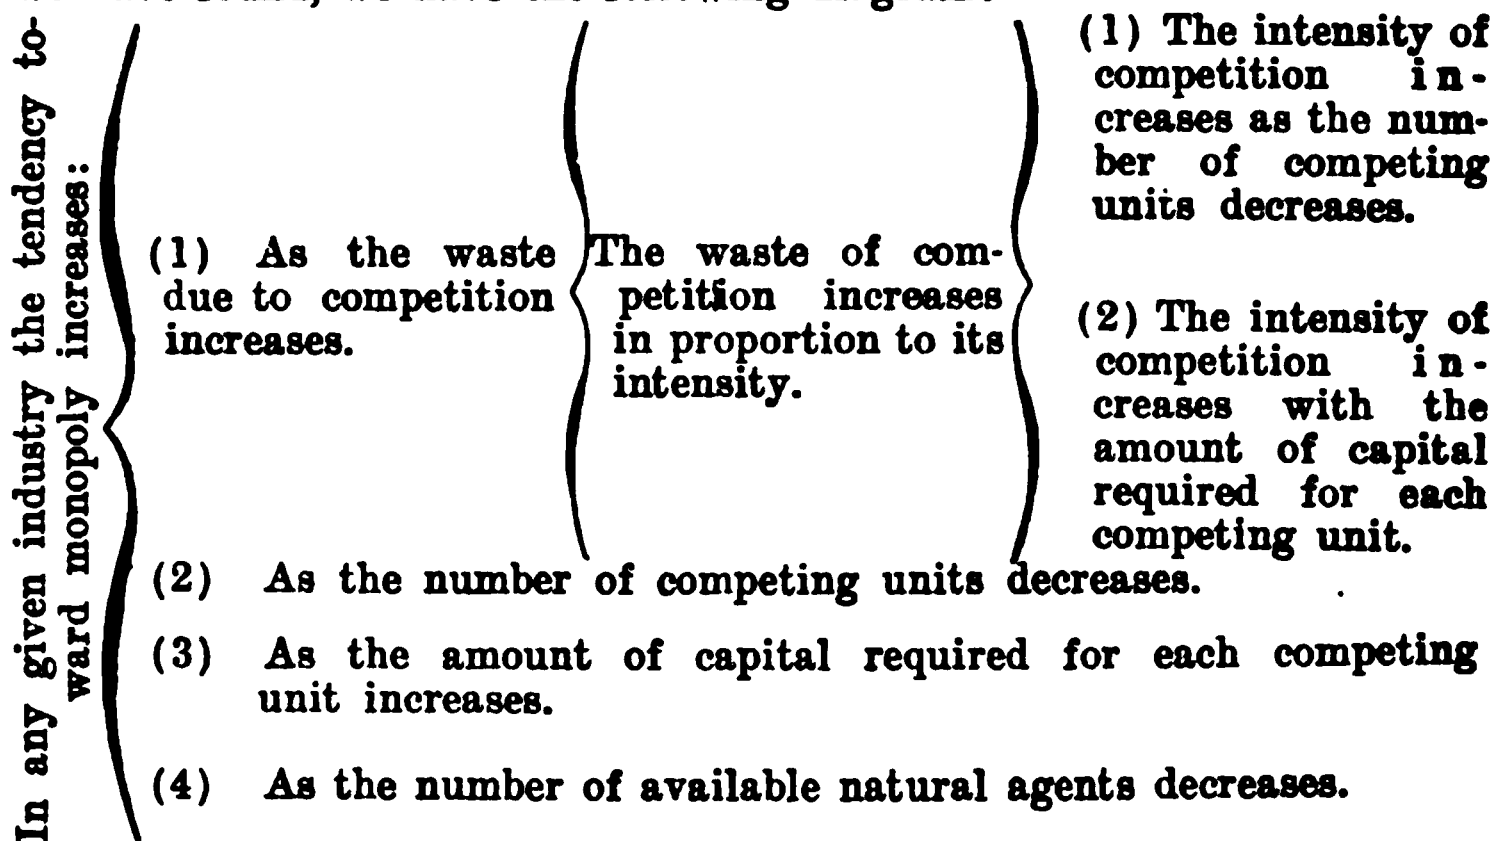 In any given industry the tendency to-
ward monopoly increases:
(1) As the waste
due to competition
increases.
The waste of com-
petition increases
in proportion to its
intensity.
(1) The intensity of
competition in-
creases as the num-
ber of competing
units decreases.
(2) The intensity of
competition in-
creases with the
amount of capital
required for each
competing unit.
(2) As the number of competing units decreases.
(3) As the amount of capital required for each competing
unit increases.
(4) As the number of available natural agents decreases.